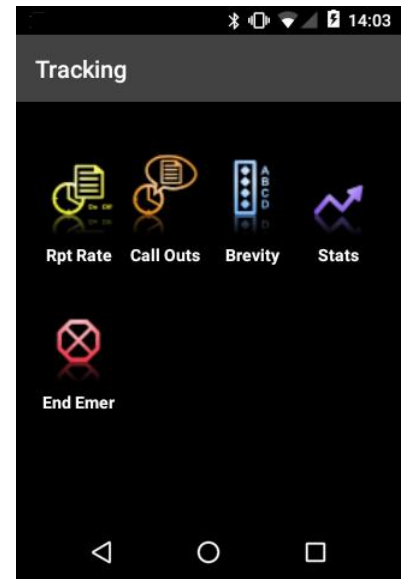 14:03
Tracking
Rpt Rate Call Outs Brevity Stats
A
B
C
D
End Emer